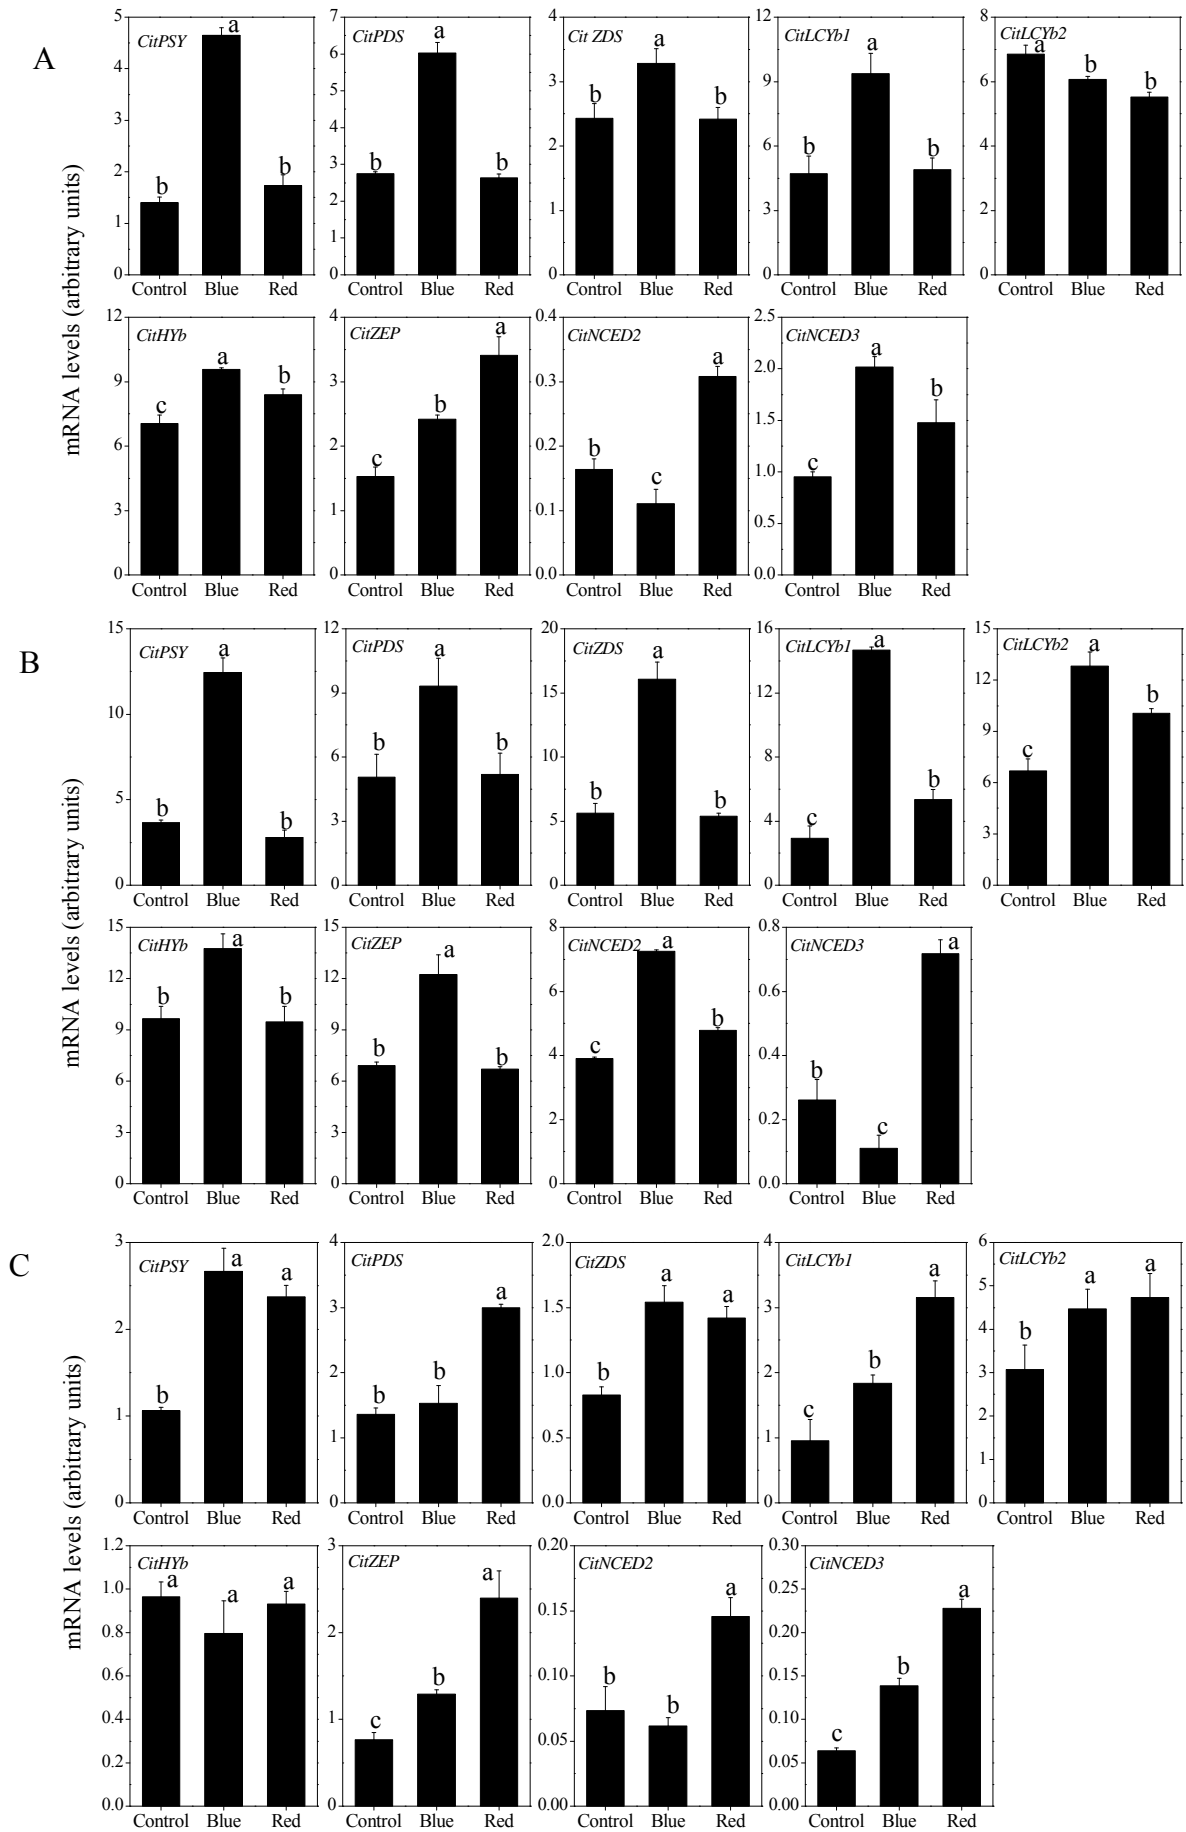 A
mRNA levels (arbitrary units)
CitPSY
5
4
3
2
1
0
b
a
b
Control Blue Red
CitPDS
7
6
5
4
3
2
1
0
b
a
b
Control Blue Red
Cit ZDS
4
3
2
1
0
b
a
b
Control Blue Red
CitLCYb1
12
9
6
3
0
b
a
b
Control Blue Red
CitLCYb2
8
6
4
2
0
a
b
b
Control Blue Red
CitHYb
12
9
6
3
0
c
a
b
Control Blue Red
CitZEP
4
3
2
1
0
c
b
a
Control Blue Red
CitNCED2
0.4
0.3
0.2
0.1
0.0
b
c
a
Control Blue Red
CitNCED3
2.5
2.0
1.5
1.0
0.5
0.0
c
a
b
Control Blue Red
B
mRNA levels (arbitrary units)
CitPSY
15
10
5
0
b
a
b
Control Blue Red
CitPDS
12
9
6
3
0
b
a
b
Control Blue Red
CitZDS
20
15
10
5
0
b
a
b
Control Blue Red
CitLCYb1
16
12
8
4
0
c
a
b
Control Blue Red
CitLCYb2
15
12
9
6
3
0
c
a
b
Control Blue Red
CitHYb
15
12
9
6
3
0
b
a
b
Control Blue Red
CitZEP
15
12
9
6
3
0
b
a
b
Control Blue Red
CitNCED2
8
6
4
2
0
c
a
b
Control Blue Red
CitNCED3
0.8
0.6
0.4
0.2
0.0
b
c
a
Control Blue Red
C
mRNA levels (arbitrary units)
CitPSY
3
2
1
0
b
a
a
Control Blue Red
CitPDS
4
3
2
1
0
b
b
a
Control Blue Red
CitZDS
2.0
1.5
1.0
0.5
0.0
b
a
a
Control Blue Red
CitLCYb1
4
3
2
1
0
c
b
a
Control Blue Red
CitLCYb2
6
5
4
3
2
1
0
b
a
a
Control Blue Red
CitHYb
1.2
1.0
0.8
0.6
0.4
0.2
0.0
a
a
a
Control Blue Red
CitZEP
3
2
1
0
c
b
a
Control Blue Red
CitNCED2
0.20
0.15
0.10
0.05
0.00
b
b
a
Control Blue Red
CitNCED3
0.30
0.25
0.20
0.15
0.10
0.05
0.00
c
b
a
Control Blue Red